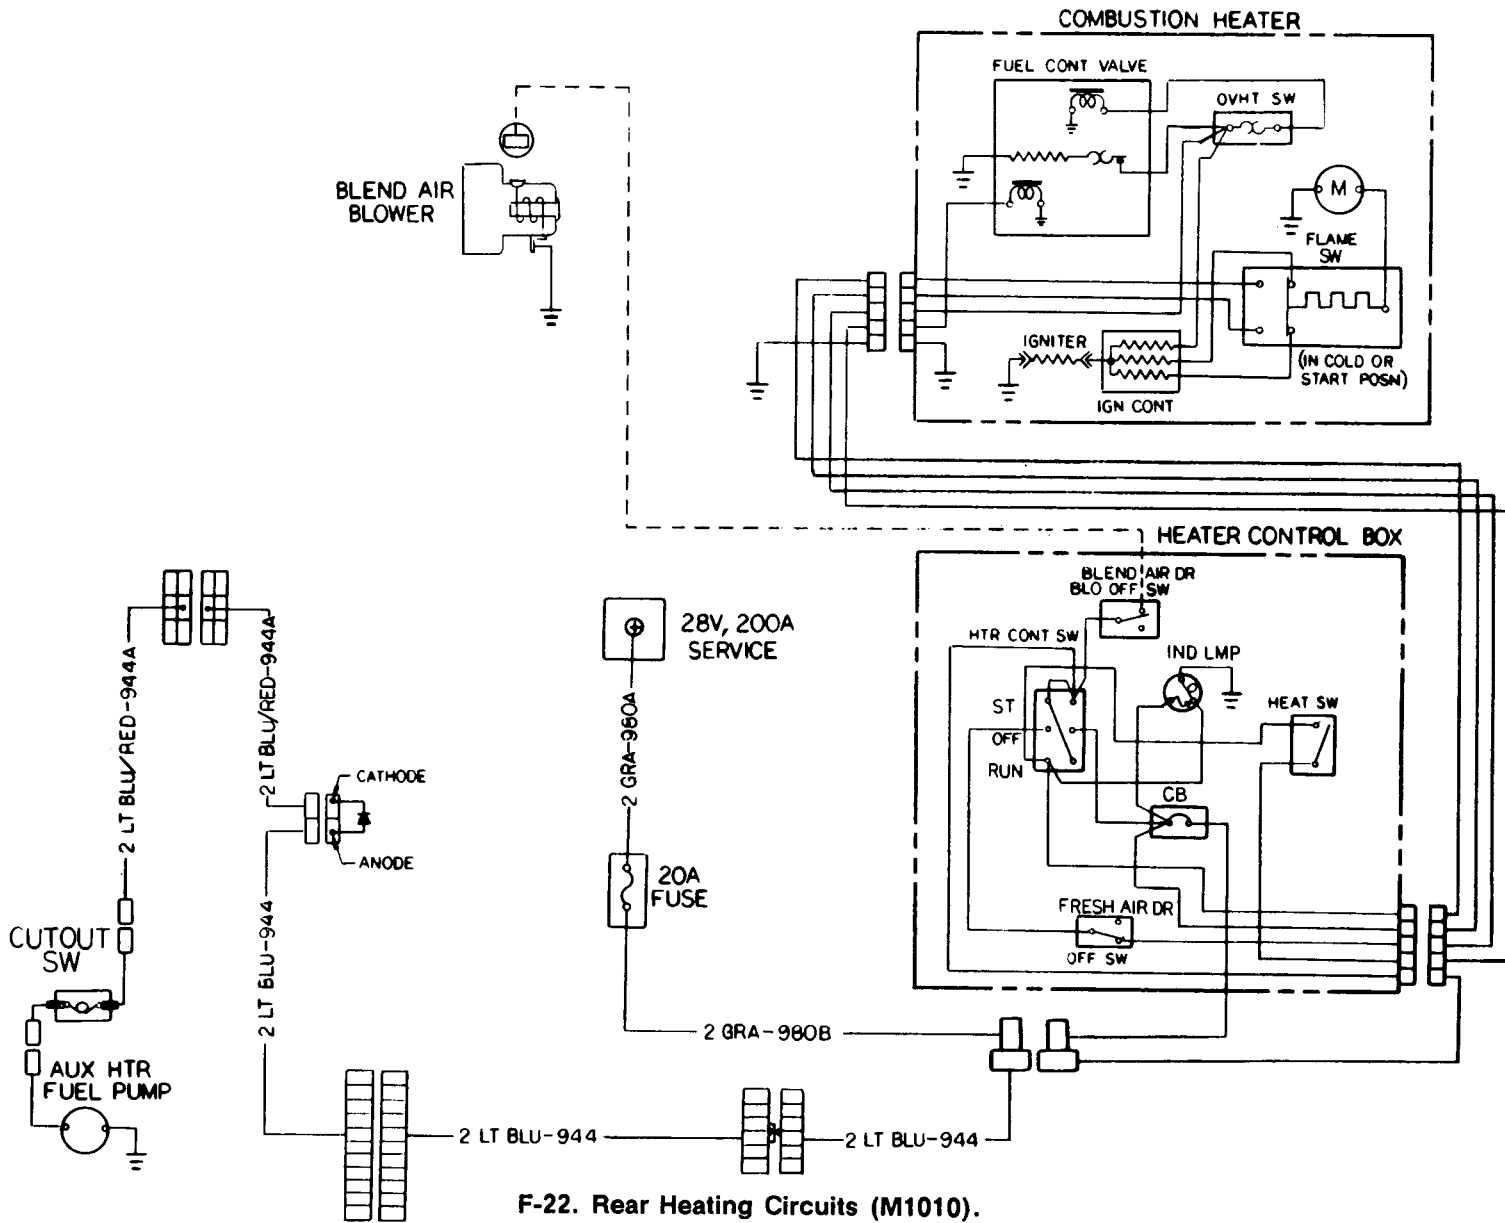 COMBUSTION HEATER
FUEL CONT VALVE
OVHT SW
M
BLEND AIR
BLOWER
FLAME
SW
IGNITER
(IN COLD OR
START POSN)
IGN CONT
HEATER CONTROL BOX
BLEND AIR DR
BLO OFF SW
HTR CONT SW
IND LMP
28V, 200A
SERVICE
ST
OFF
RUN
HEAT SW
2 LT BLU/RED-944A
2 LT BLU/RED-944A
2 GRA-980A
CATHODE
ANODE
CB
20A
FUSE
FRESH AIR DR
OFF SW
CUTOUT
SW
2 LT BLU-944
2 GRA-980B
AUX HTR
FUEL PUMP
2 LT BLU-944
2 LT BLU-944
F-22. Rear Heating Circuits (M1010).